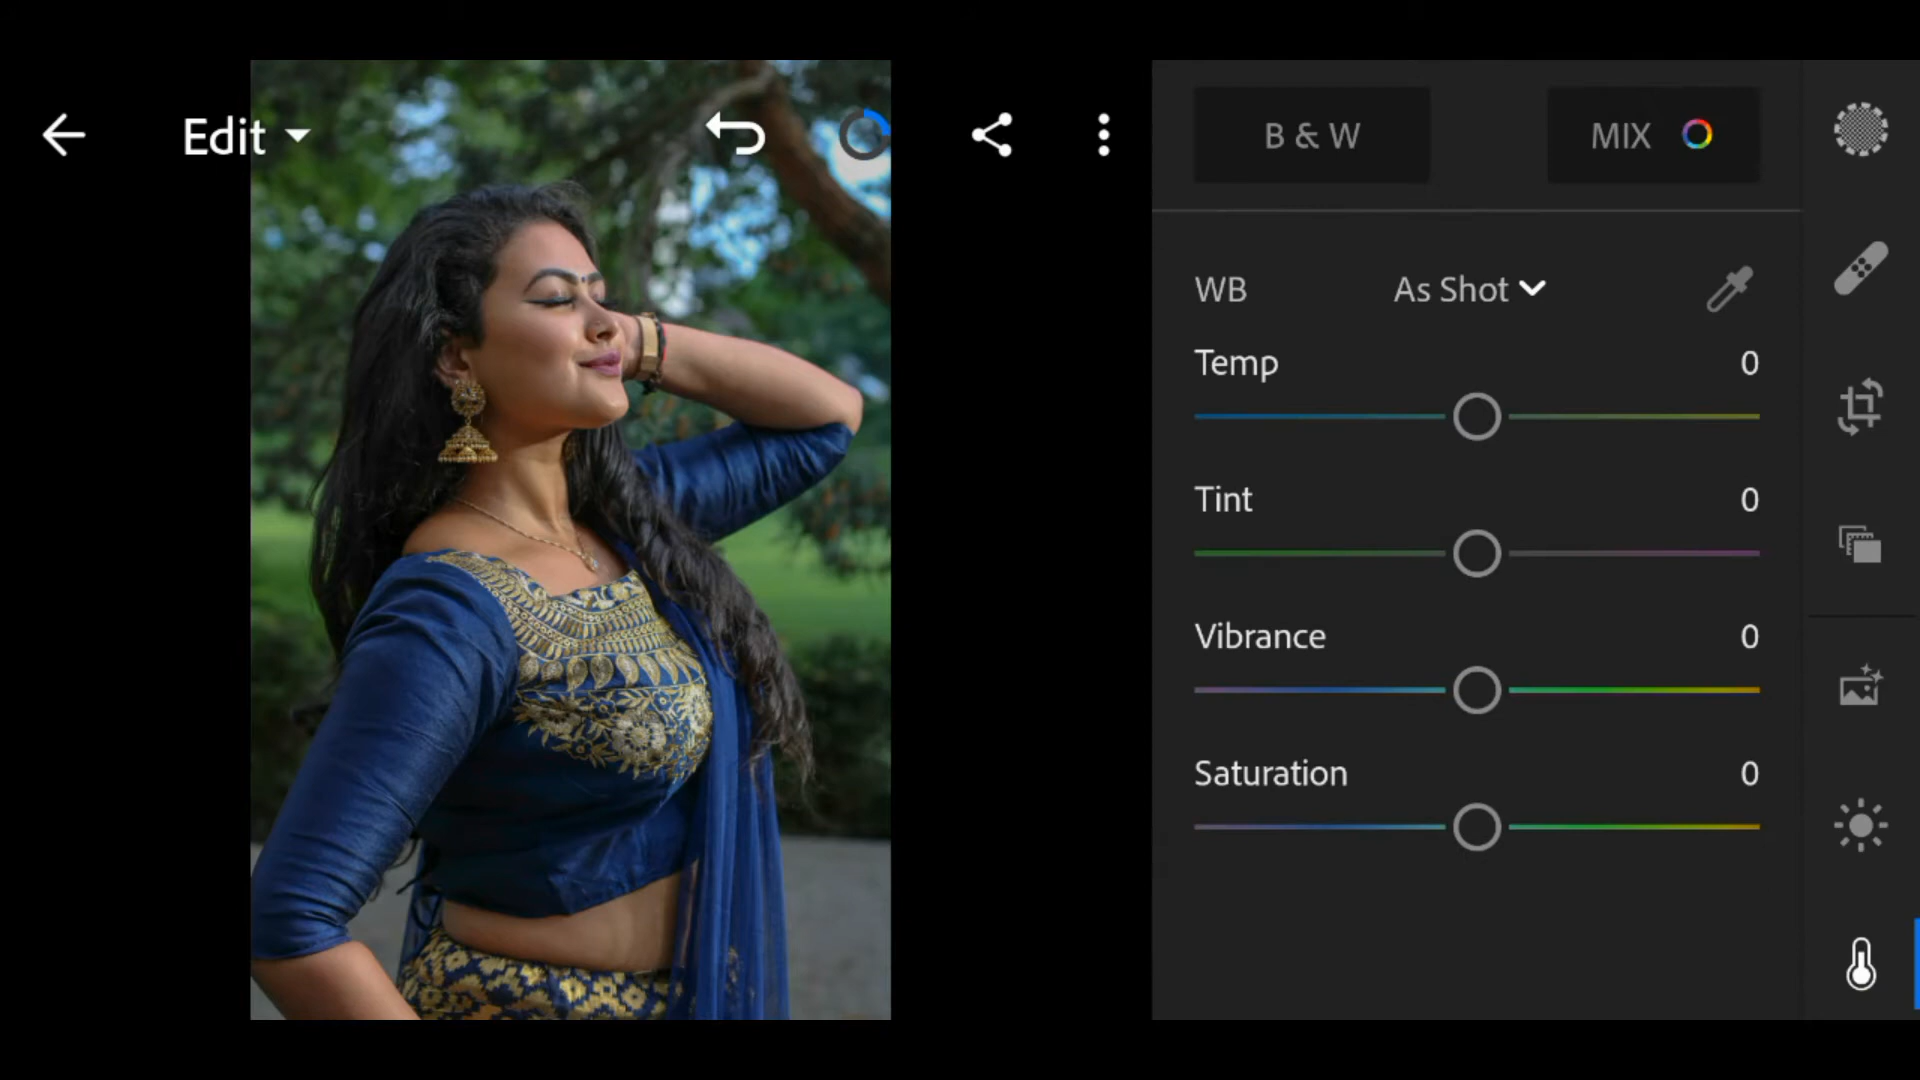 Edit
B & W
MIX
WB
As Shot
Temp
0
Tint
0
Vibrance
0
Saturation
0